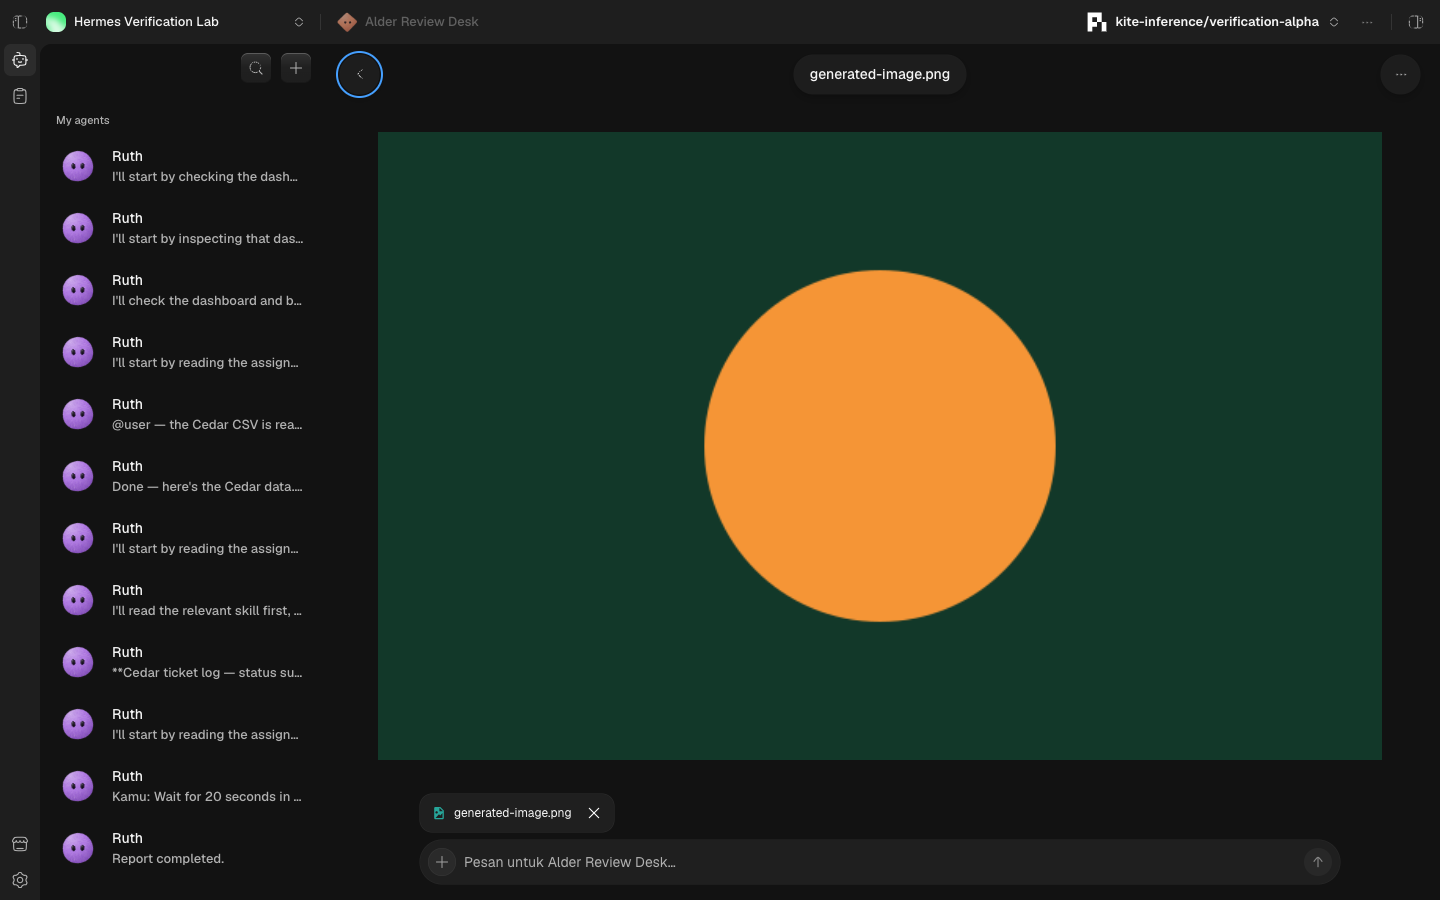 Hermes Verification Lab
Alder Review Desk
kite-inference/verification-alpha
generated-image.png
My agents
Ruth
I'll start by checking the dash...
Ruth
I'll start by inspecting that das...
Ruth
I'll check the dashboard and b...
Ruth
I'll start by reading the assign...
Ruth
@user — the Cedar CSV is rea...
Ruth
Done — here's the Cedar data....
Ruth
I'll start by reading the assign...
Ruth
I'll read the relevant skill first, ...
Ruth
**Cedar ticket log — status su...
Ruth
I'll start by reading the assign...
Ruth
Kamu: Wait for 20 seconds in ...
Ruth
Report completed.
generated-image.png
Pesan untuk Alder Review Desk...